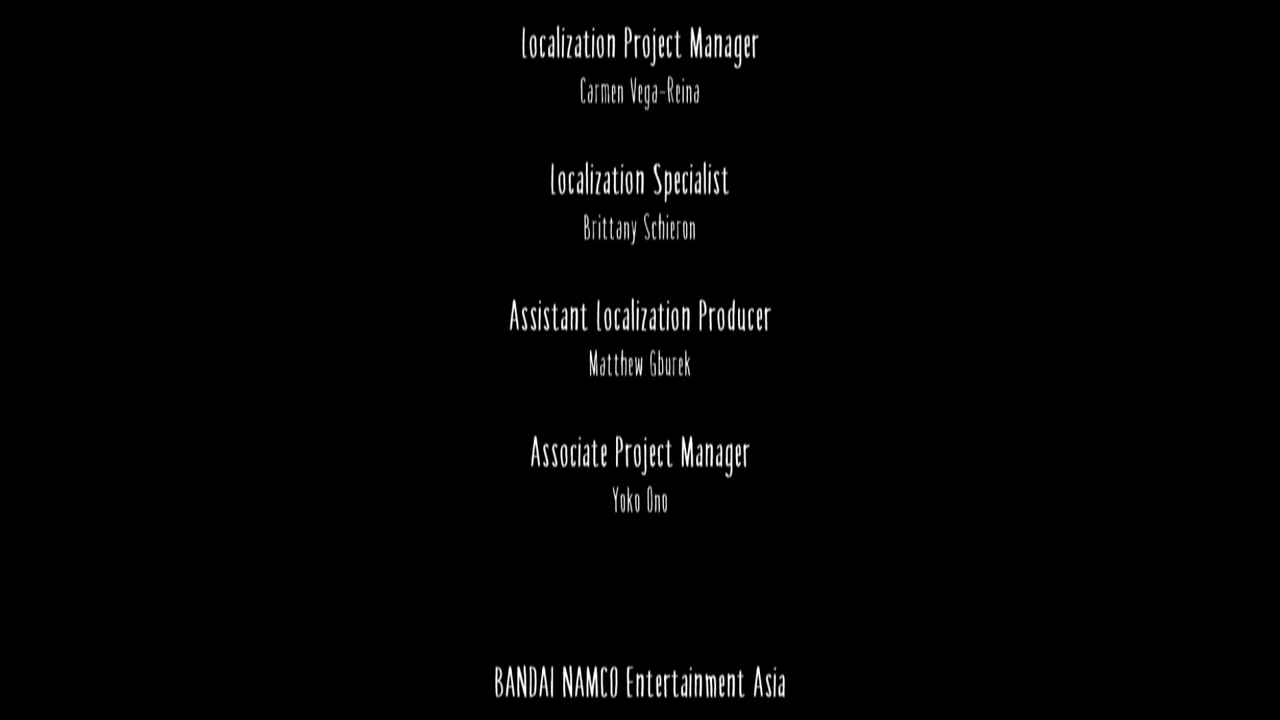 Localization Project Manager
Carmen Vega-Reina
Localization Specialist
Brittany Schieron
Assistant Localization Producer
Matthew Gburek
Associate Project Manager
Yoko Ono
BANDAI NAMCO Entertainment Asia